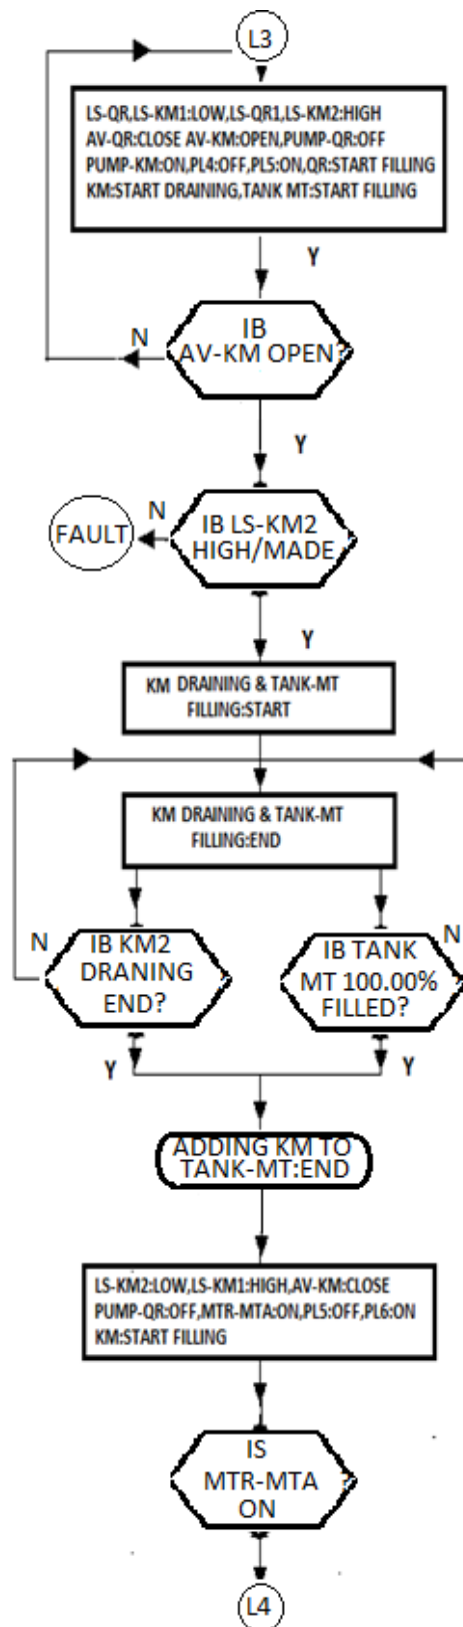 L3
LS-QR,LS-KM1:LOW,LS-QR1,LS-KM2:HIGH
AV-QR:CLOSE AV-KM:OPEN,PUMP-QR:OFF
PUMP-KM:ON,PL4:OFF,PL5:ON,QR:START FILLING
KM:START DRAINING,TANK MT:START FILLING
Y
N
IB
AV-KM OPEN?
Y
N
FAULT
IB LS-KM2
HIGH/MADE
Y
KM DRAINING & TANK-MT
FILLING:START
KM DRAINING & TANK-MT
FILLING:END
N
IB KM2
DRANING
END?
N
IB TANK
MT 100.00%
FILLED?
Y
Y
ADDING KM TO
TANK-MT:END
LS-KM2:LOW,LS-KM1:HIGH,AV-KM:CLOSE
PUMP-QR:OFF,MTR-MTA:ON,PL5:OFF,PL6:ON
KM:START FILLING
IS
MTR-MTA ?
ON
L4